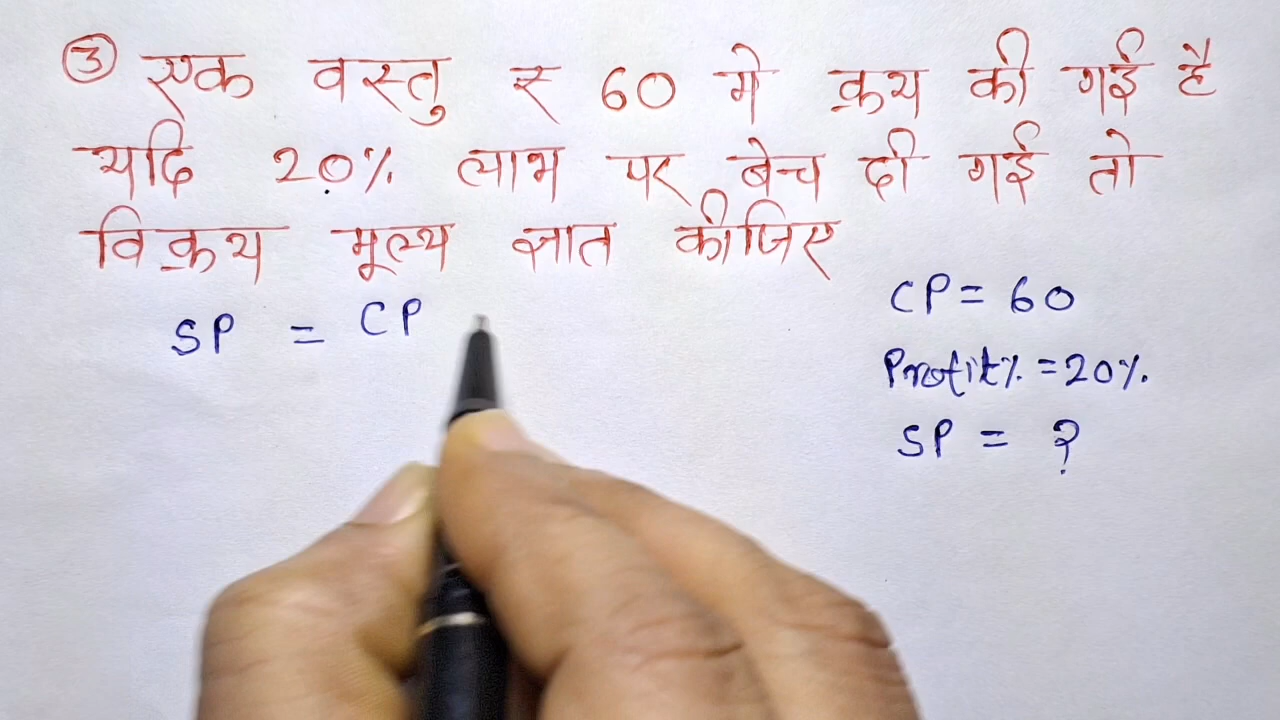 ③ एक वस्तु ₹ 60 मे क्रय की गई है
यदि 20% लाभ पर बेच दी गई तो
विक्रय मूल्य ज्ञात कीजिए
SP = CP
CP = 60
Profit% = 20%.
SP = ?